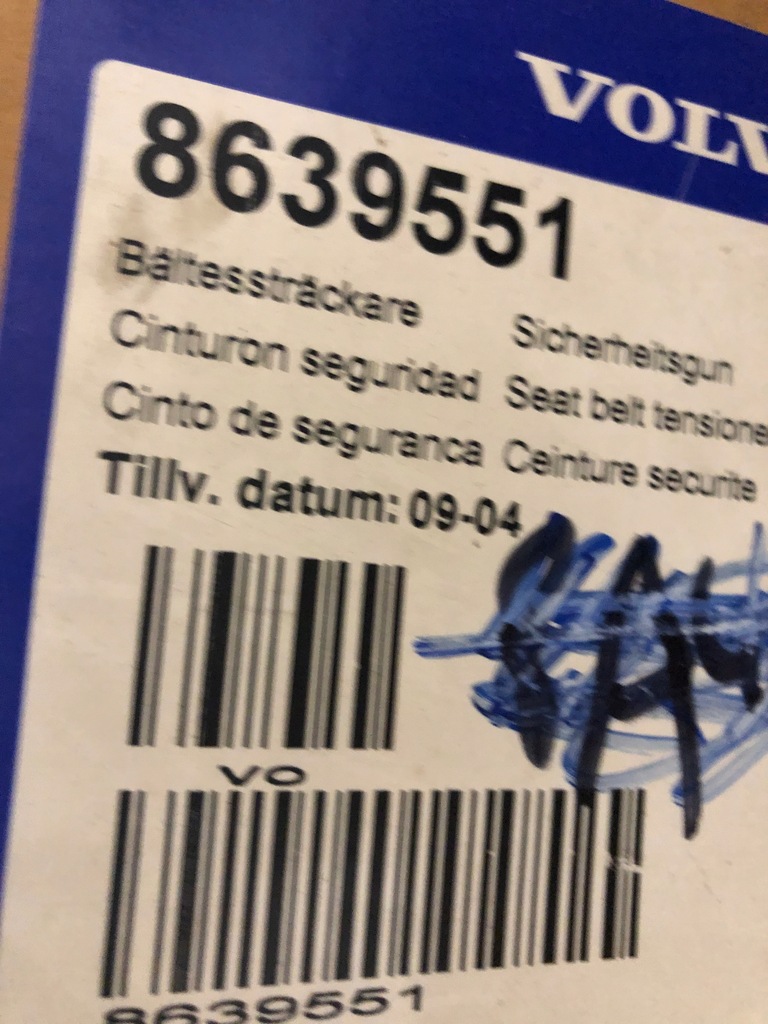 VOLV
8639551
Bältessträckare Sicherheitsgun
Cinturon seguridad Seat belt tensione
Cinto de seguranca Ceinture securite
Tillv. datum: 09-04
VO
8639551